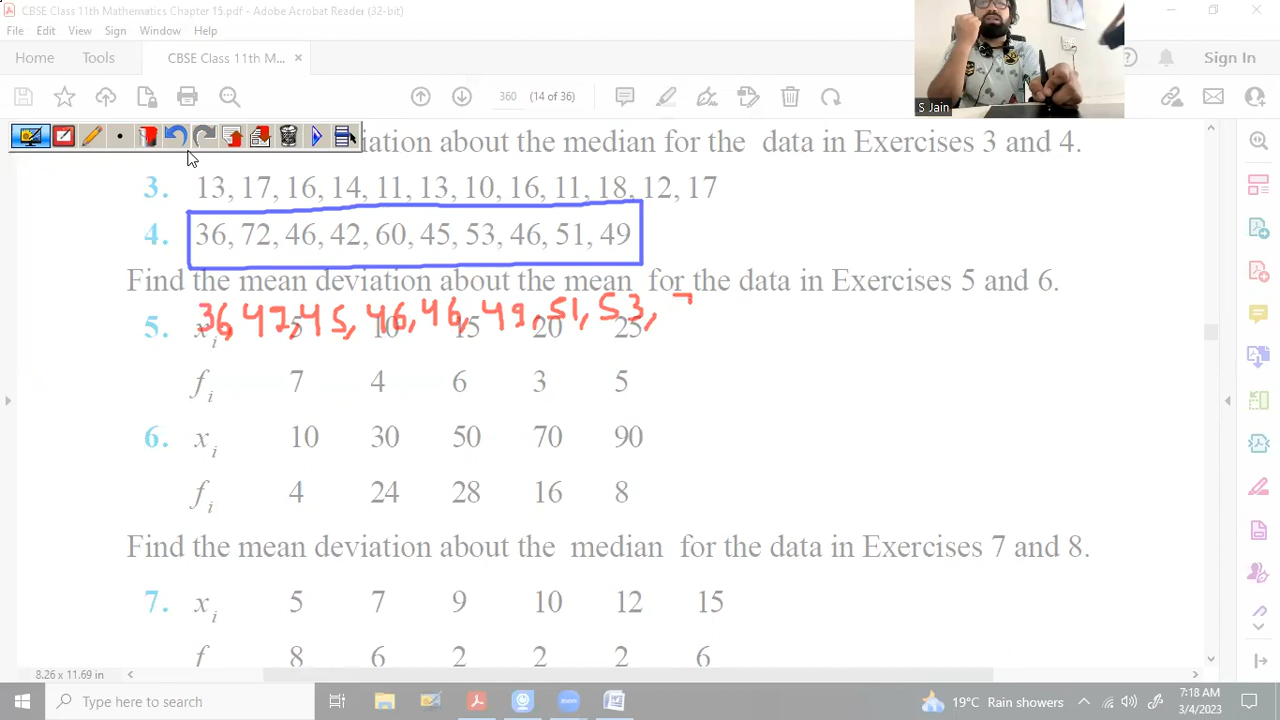 CBSE Class 11th Mathematics Chapter 15.pdf - Adobe Acrobat Reader (32-bit)
File Edit View Sign Window Help
Home Tools CBSE Class 11th M... × Sign In
360 (14 of 36)
S Jain
iation about the median for the data in Exercises 3 and 4.
3. 13, 17, 16, 14, 11, 13, 10, 16, 11, 18, 12, 17
4. 36, 72, 46, 42, 60, 45, 53, 46, 51, 49
Find the mean deviation about the mean for the data in Exercises 5 and 6.
36, 42, 45, 46, 46, 49, 51, 53,
5. xi 5 10 15 20 25
fi 7 4 6 3 5
6. xi 10 30 50 70 90
fi 4 24 28 16 8
Find the mean deviation about the median for the data in Exercises 7 and 8.
7. xi 5 7 9 10 12 15
f 8 6 2 2 2 6
8.26 x 11.69 in
Type here to search
19°C Rain showers
7:18 AM
3/4/2023